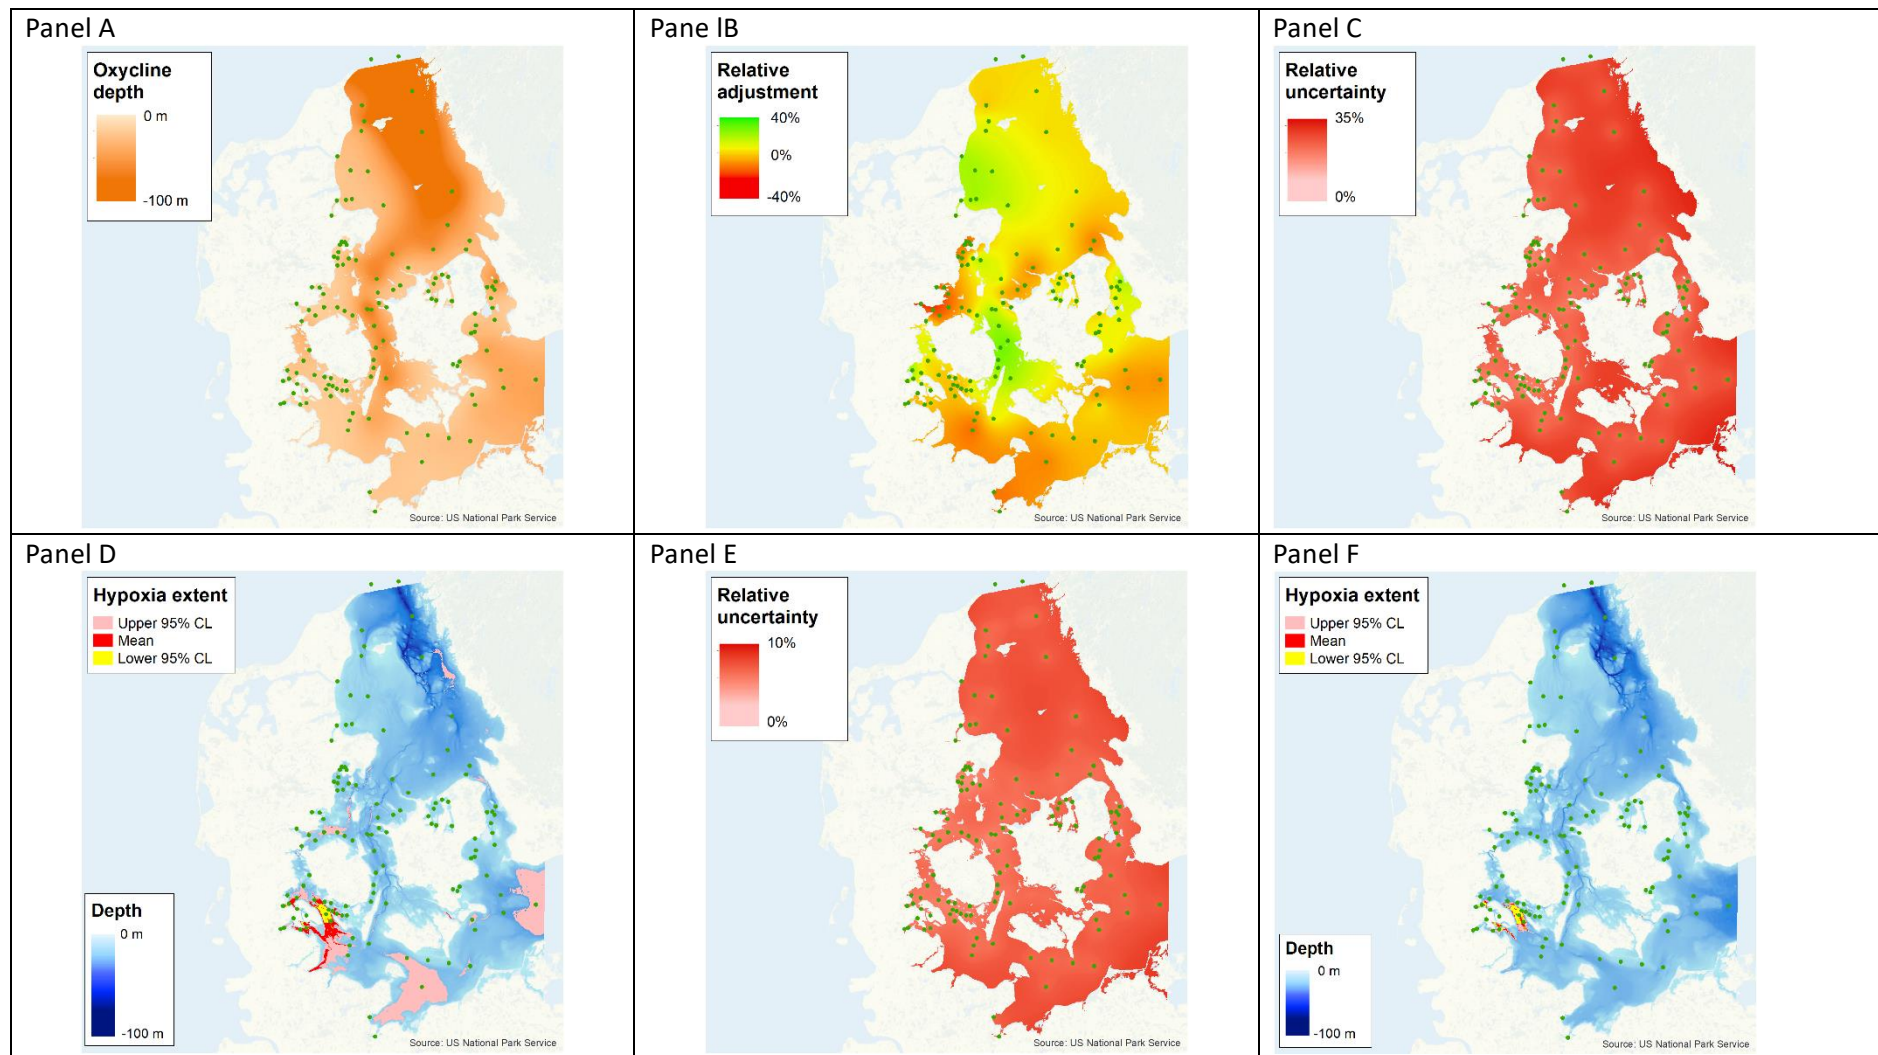 Panel A
Oxycline
depth
0 m
-100 m
Source: US National Park Service
Pane lB
Relative
adjustment
40%
0%
-40%
Source: US National Park Service
Panel C
Relative
uncertainty
35%
0%
Source: US National Park Service
Panel D
Hypoxia extent
Upper 95% CL
Mean
Lower 95% CL
Depth
0 m
-100 m
Source: US National Park Service
Panel E
Relative
uncertainty
10%
0%
Source: US National Park Service
Panel F
Hypoxia extent
Upper 95% CL
Mean
Lower 95% CL
Depth
0 m
-100 m
Source: US National Park Service